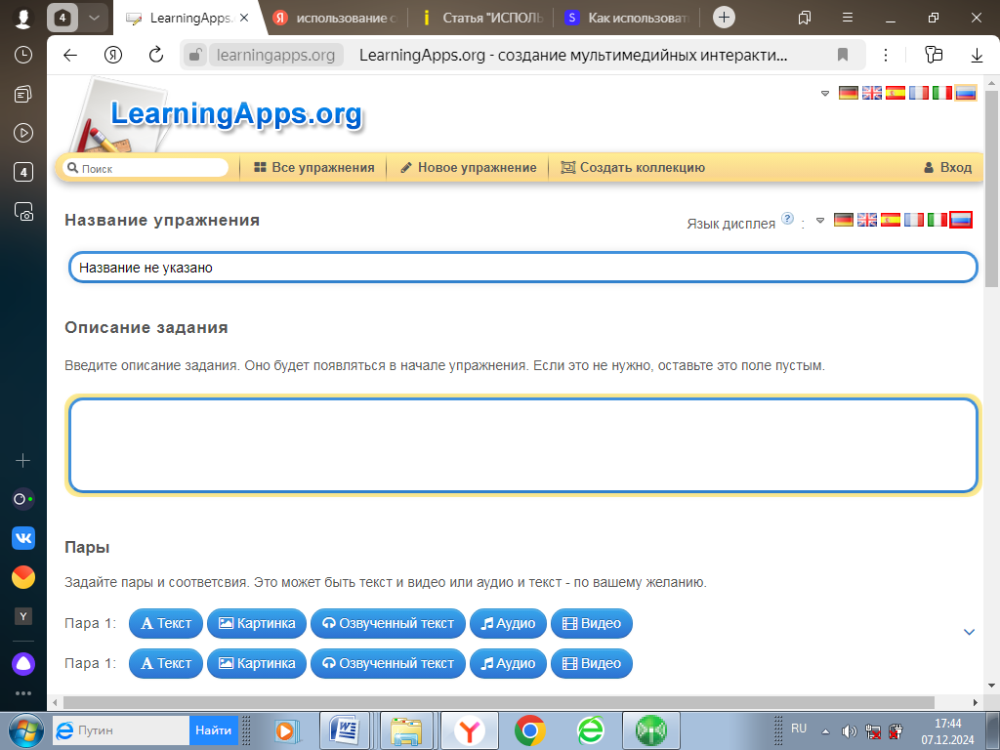 4
LearningApps.
использование с
Статья "ИСПОЛЬ
Как использоват
learningapps.org
LearningApps.org - создание мультимедийных интеракти...
4
LearningApps.org
Поиск
Все упражнения
Новое упражнение
Создать коллекцию
Вход
Название упражнения
Язык дисплея ? :
Название не указано
Описание задания
Введите описание задания. Оно будет появляться в начале упражнения. Если это не нужно, оставьте это поле пустым.
Пары
Задайте пары и соответсвия. Это может быть текст и видео или аудио и текст - по вашему желанию.
Пара 1: Текст Картинка Озвученный текст Аудио Видео
Пара 1: Текст Картинка Озвученный текст Аудио Видео
Путин
Найти
RU
17:44
07.12.2024